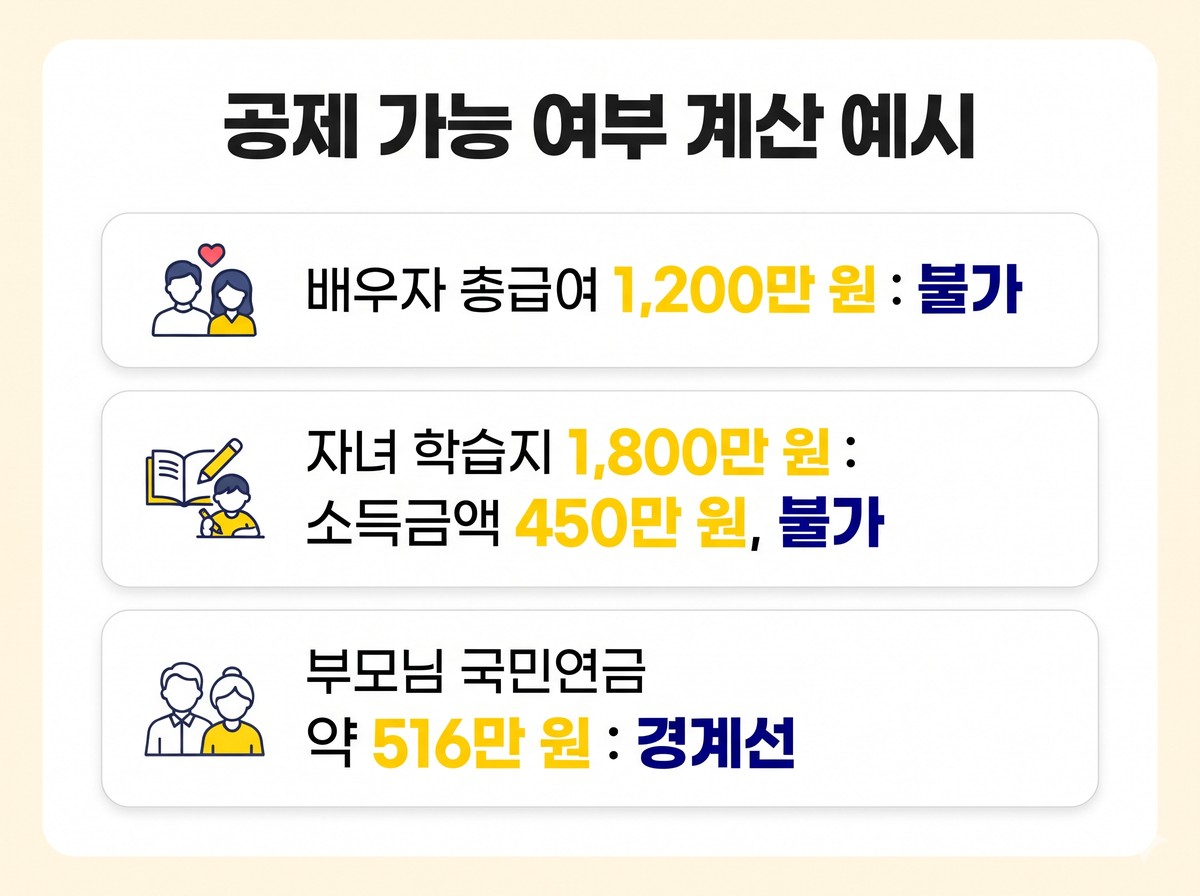 공제 가능 여부 계산 예시
배우자 총급여 1,200만 원 : 불가
자녀 학습지 1,800만 원 :
소득금액 450만 원, 불가
부모님 국민연금
약 516만 원 : 경계선